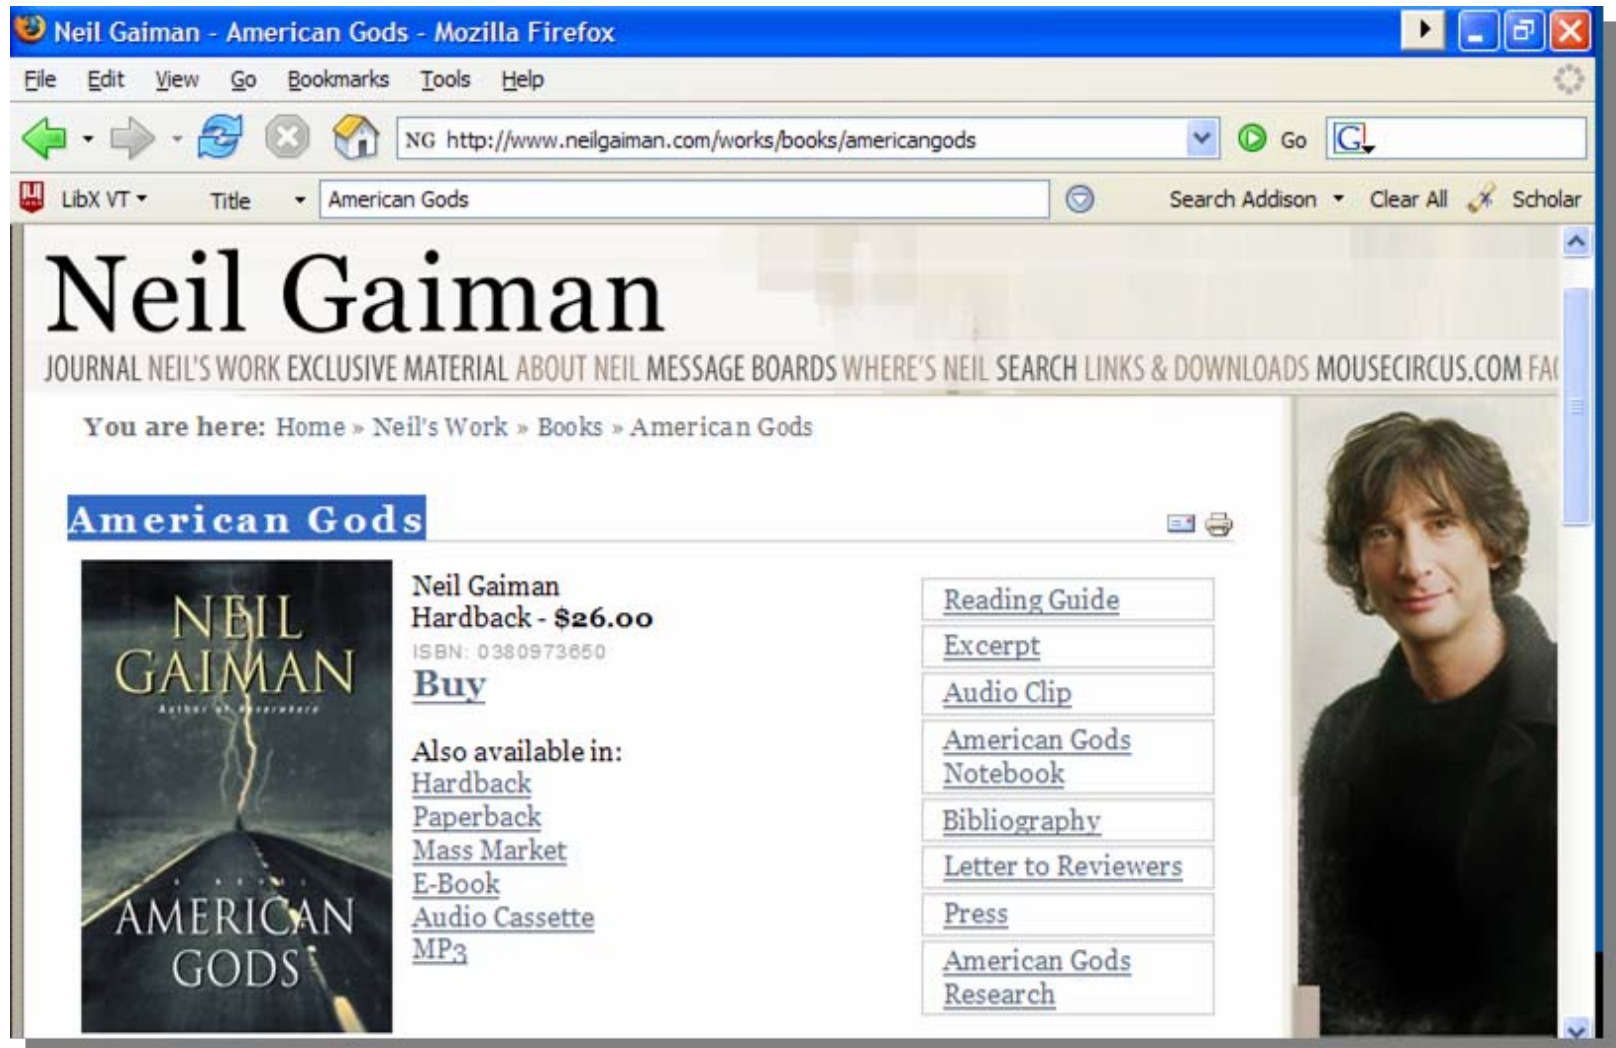 Neil Gaiman - American Gods - Mozilla Firefox
File Edit View Go Bookmarks Tools Help
NG http://www.neilgaiman.com/works/books/americangods Go G
LibX VT Title American Gods Search Addison Clear All Scholar
Neil Gaiman
JOURNAL NEIL'S WORK EXCLUSIVE MATERIAL ABOUT NEIL MESSAGE BOARDS WHERE'S NEIL SEARCH LINKS & DOWNLOADS MOUSECIRCUS.COM
You are here: Home » Neil's Work » Books » American Gods
American Gods
NEIL
GAIMAN
Author of Neverwhere
A NOVEL
AMERICAN
GODS
Neil Gaiman
Hardback - $26.00
ISBN: 0380973650
Buy
Also available in:
Hardback
Paperback
Mass Market
E-Book
Audio Cassette
MP3
Reading Guide
Excerpt
Audio Clip
American Gods
Notebook
Bibliography
Letter to Reviewers
Press
American Gods
Research